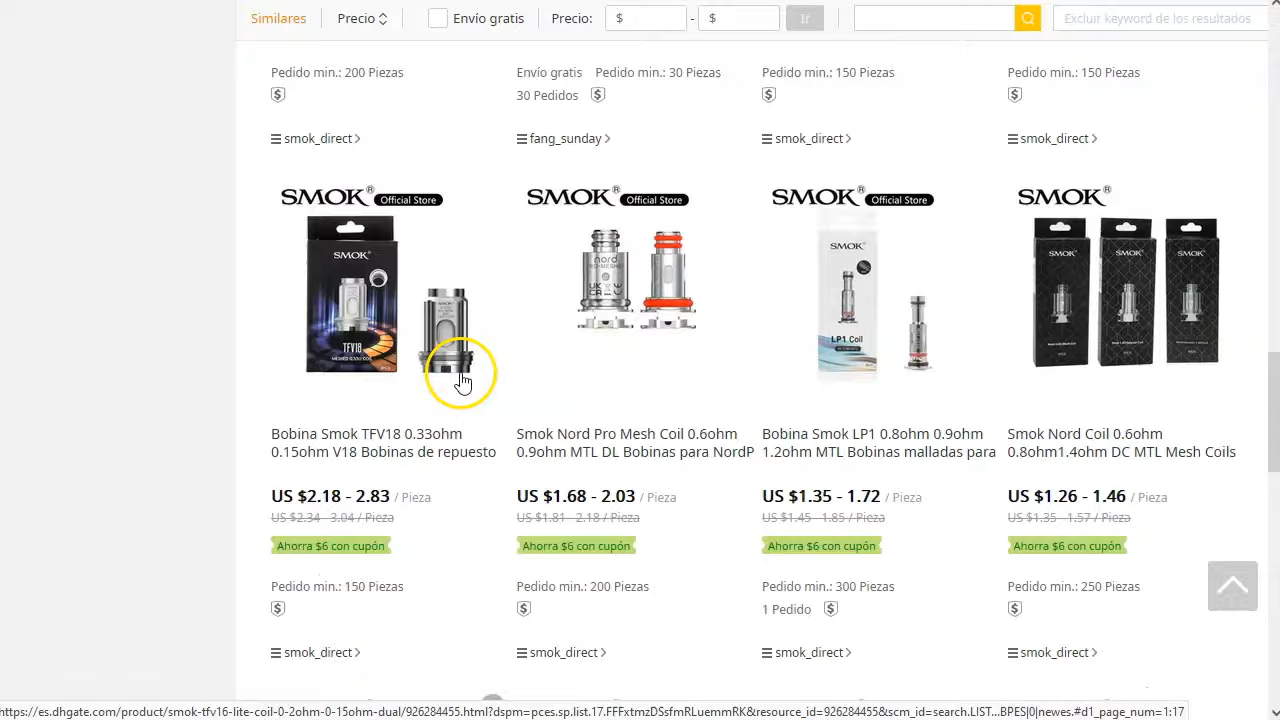 Similares
Precio
Envío gratis
Precio:
$
-
$
Ir
Excluir keyword de los resultados
Pedido min.: 200 Piezas
Envío gratis Pedido min.: 30 Piezas
Pedido min.: 150 Piezas
Pedido min.: 150 Piezas
$
30 Pedidos $
$
$
smok_direct
fang_sunday
smok_direct
smok_direct
SMOK® Official Store
SMOK® Official Store
SMOK® Official Store
SMOK®
SMOK
TFV18
nord
SMOK
LP1 Coil
SMOK
SMOK
SMOK
Bobina Smok TFV18 0.33ohm
0.15ohm V18 Bobinas de repuesto
Smok Nord Pro Mesh Coil 0.6ohm
0.9ohm MTL DL Bobinas para NordP
Bobina Smok LP1 0.8ohm 0.9ohm
1.2ohm MTL Bobinas malladas para
Smok Nord Coil 0.6ohm
0.8ohm1.4ohm DC MTL Mesh Coils
US $2.18 - 2.83 / Pieza
US $1.68 - 2.03 / Pieza
US $1.35 - 1.72 / Pieza
US $1.26 - 1.46 / Pieza
US $2.34 - 3.04 / Pieza
US $1.81 - 2.18 / Pieza
US $1.45 - 1.85 / Pieza
US $1.35 - 1.57 / Pieza
Ahorra $6 con cupón
Ahorra $6 con cupón
Ahorra $6 con cupón
Ahorra $6 con cupón
Pedido min.: 150 Piezas
Pedido min.: 200 Piezas
Pedido min.: 300 Piezas
Pedido min.: 250 Piezas
$
$
1 Pedido $
$
smok_direct
smok_direct
smok_direct
smok_direct
https://es.dhgate.com/product/smok-tfv16-lite-coil-0-2ohm-0-15ohm-dual/926284455.html?dspm=pces.sp.list.17.FFFxtmzDSsfmRLuemmRK&resource_id=926284455&scm_id=search.LIST...BPES|0|newes.#d1_page_num=1:17